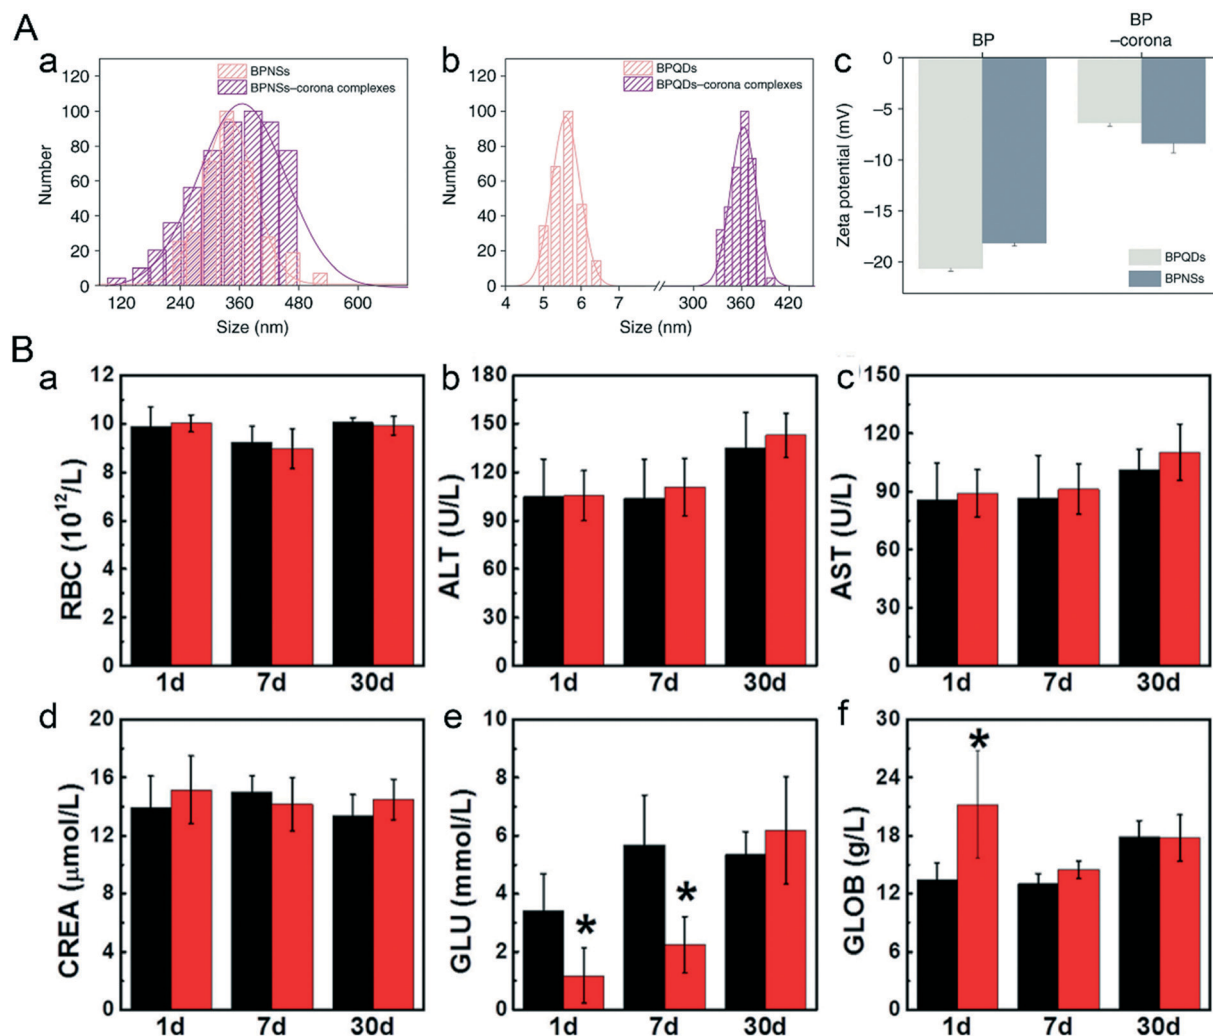 A
a
120
100
80
60
40
20
0
Number
BPNSs
BPNSs–corona complexes
120 240 360 480 600
Size (nm)
b
120
100
80
60
40
20
0
Number
BPQDs
BPQDs–corona complexes
4 5 6 7 300 360 420
Size (nm)
c
BP
BP
–corona
0
–5
–10
–15
–20
Zeta potential (mV)
BPQDs
BPNSs
B
a
12
10
8
6
4
2
0
RBC (10¹²/L)
1d 7d 30d
b
180
150
120
90
60
30
0
ALT (U/L)
1d 7d 30d
c
150
120
90
60
30
0
AST (U/L)
1d 7d 30d
d
20
16
12
8
4
0
CREA (μmol/L)
1d 7d 30d
e
10
8
6
4
2
0
GLU (mmol/L)
* *
1d 7d 30d
f
30
24
18
12
6
0
GLOB (g/L)
*
1d 7d 30d